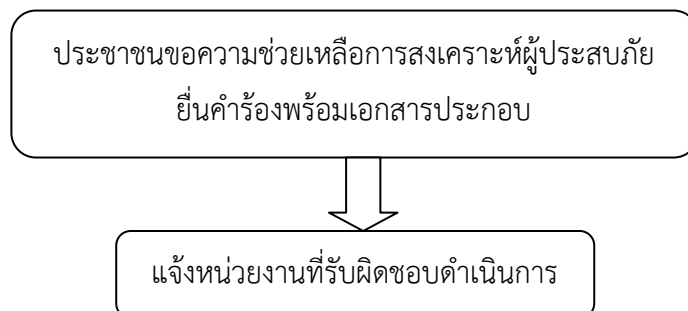 ประชาชนขอความช่วยเหลือการสงเคราะห์ผู้ประสบภัย
ยื่นคำร้องพร้อมเอกสารประกอบ
แจ้งหน่วยงานที่รับผิดชอบดำเนินการ